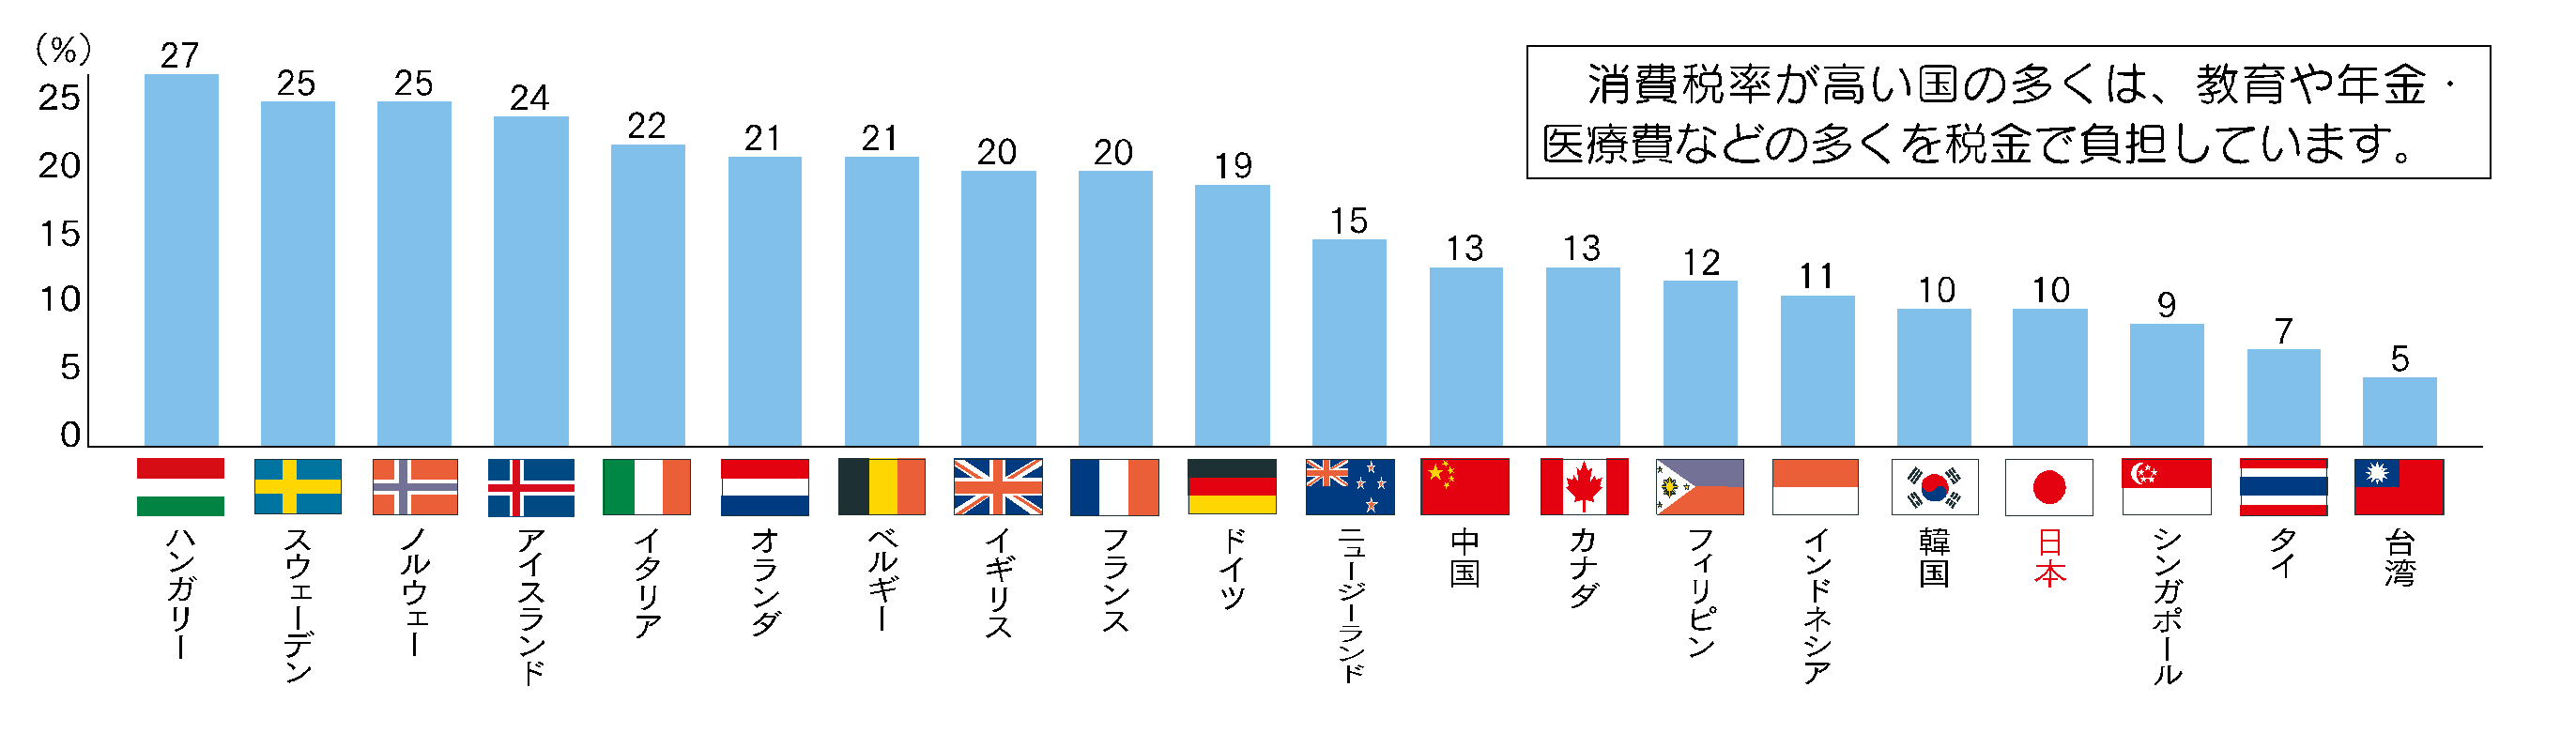 (%)
27
25
25
24
22
21
21
20
20
19
15
13
13
12
11
10
10
9
7
5
25
20
15
10
5
0
消費税率が高い国の多くは、教育や年金・
医療費などの多くを税金で負担しています。
ハンガリー
スウェーデン
ノルウェー
アイスランド
イタリア
オランダ
ベルギー
イギリス
フランス
ドイツ
ニュージーランド
中国
カナダ
フィリピン
インドネシア
韓国
日本
シンガポール
タイ
台湾